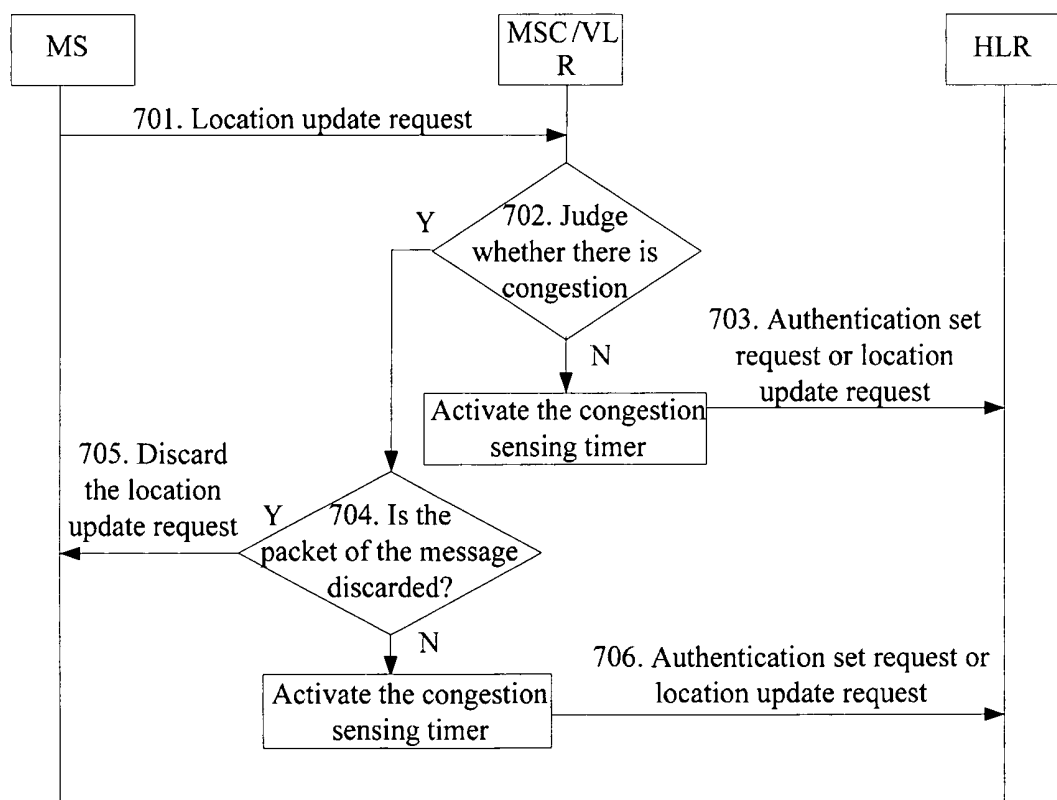 MS
MSC/VL
R
HLR
701. Location update request
702. Judge
whether there is
congestion
Y
N
703. Authentication set
request or location
update request
Activate the congestion
sensing timer
705. Discard
the location
update request
Y
704. Is the
packet of the message
discarded?
N
706. Authentication set request or
location update request
Activate the congestion
sensing timer